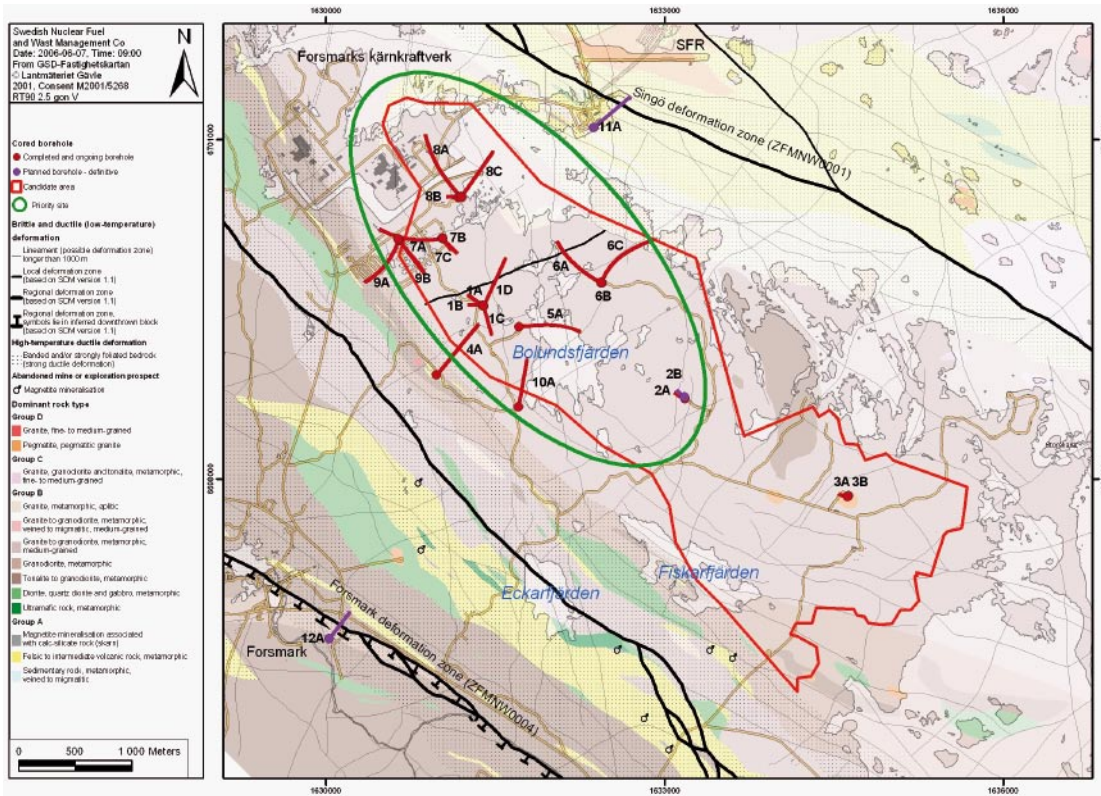 Swedish Nuclear Fuel
and Wast Management Co
Date: 2006-06-07, Time: 09:00
From GSD-Fastighetskartan
© Lantmäteriet Gävle
2001, Consent M2001/5268
RT90 2.5 gon V
N
Cored borehole
Completed and ongoing borehole
Planned borehole - definitive
Candidate area
Priority site
Brittle and ductile (low-temperature)
deformation
Lineament (possible deformation zone)
longer than 1000 m
Local deformation zone
(based on SDM version 1.1)
Regional deformation zone
(based on SDM version 1.1)
Regional deformation zone,
symbols lie in inferred downthrown block
(based on SDM version 1.1)
High-temperature ductile deformation
Banded and/or strongly foliated bedrock
(strong ductile deformation)
Abandoned mine or exploration prospect
Magnetite mineralisation
Dominant rock type
Group D
Granite, fine- to medium-grained
Pegmatite, pegmatitic granite
Group C
Granite, granodiorite and tonalite, metamorphic,
fine- to medium-grained
Group B
Granite, metamorphic, aplitic
Granite to granodiorite, metamorphic,
veined to migmatitic, medium-grained
Granite to granodiorite, metamorphic,
medium-grained
Granodiorite, metamorphic
Tonalite to granodiorite, metamorphic
Diorite, quartz diorite and gabbro, metamorphic
Ultramafic rock, metamorphic
Group A
Magnetite mineralisation associated
with calc-silicate rock (skarn)
Felsic to intermediate volcanic rock, metamorphic
Sedimentary rock, metamorphic,
veined to migmatitic
0 500 1 000 Meters
1630000 1633000 1636000
6701000
6698000
Forsmarks kärnkraftverk
SFR
Singö deformation zone (ZFMNW0001)
11A
8A
8C
8B
7A
7B
7C
9A
9B
6A
6C
6B
1A
1D
1B
1C
5A
4A
Bolundsfjärden
10A
2B
2A
3A 3B
Fiskarfjärden
Eckarfjärden
Forsmark deformation zone (ZFMNW0004)
12A
Forsmark
6701000
6698000
1630000 1633000 1636000